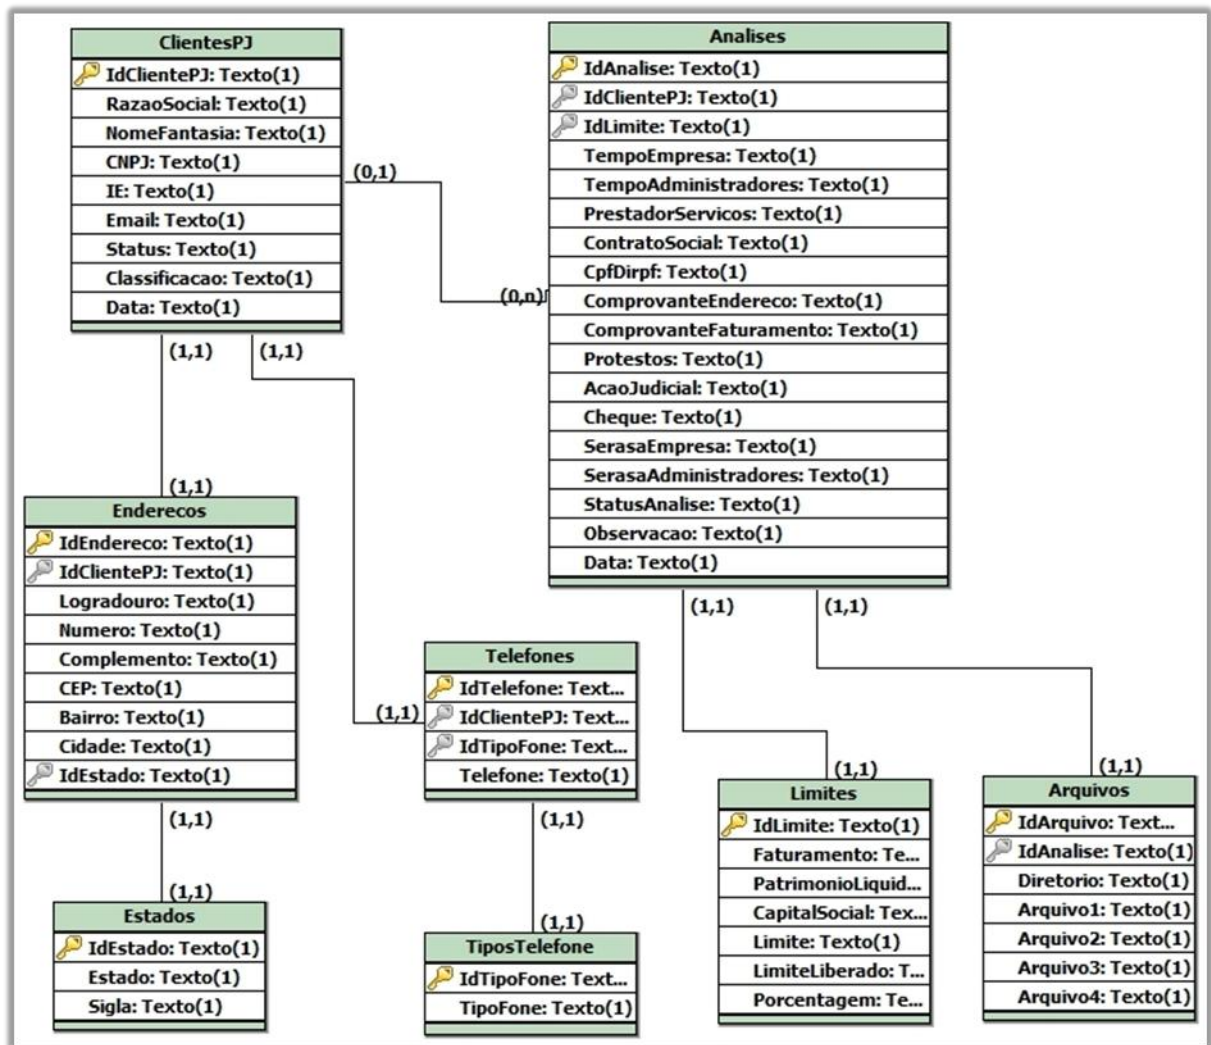 ClientesPJ
IdClientePJ: Texto(1)
RazaoSocial: Texto(1)
NomeFantasia: Texto(1)
CNPJ: Texto(1)
IE: Texto(1)
Email: Texto(1)
Status: Texto(1)
Classificacao: Texto(1)
Data: Texto(1)
(0,1)
(0,n)
(1,1)
(1,1)
Analises
IdAnalise: Texto(1)
IdClientePJ: Texto(1)
IdLimite: Texto(1)
TempoEmpresa: Texto(1)
TempoAdministradores: Texto(1)
PrestadorServicos: Texto(1)
ContratoSocial: Texto(1)
CpfDirpf: Texto(1)
ComprovanteEndereco: Texto(1)
ComprovanteFaturamento: Texto(1)
Protestos: Texto(1)
AcaoJudicial: Texto(1)
Cheque: Texto(1)
SerasaEmpresa: Texto(1)
SerasaAdministradores: Texto(1)
StatusAnalise: Texto(1)
Observacao: Texto(1)
Data: Texto(1)
(1,1)
(1,1)
(1,1)
Enderecos
IdEndereco: Texto(1)
IdClientePJ: Texto(1)
Logradouro: Texto(1)
Numero: Texto(1)
Complemento: Texto(1)
CEP: Texto(1)
Bairro: Texto(1)
Cidade: Texto(1)
IdEstado: Texto(1)
(1,1)
(1,1)
Estados
IdEstado: Texto(1)
Estado: Texto(1)
Sigla: Texto(1)
(1,1)
Telefones
IdTelefone: Text...
IdClientePJ: Text...
IdTipoFone: Text...
Telefone: Texto(1)
(1,1)
(1,1)
TiposTelefone
IdTipoFone: Text...
TipoFone: Texto(1)
(1,1)
Limites
IdLimite: Texto(1)
Faturamento: Te...
PatrimonioLiquid...
CapitalSocial: Tex...
Limite: Texto(1)
LimiteLiberado: T...
Porcentagem: Te...
(1,1)
Arquivos
IdArquivo: Text...
IdAnalise: Texto(1)
Diretorio: Texto(1)
Arquivo1: Texto(1)
Arquivo2: Texto(1)
Arquivo3: Texto(1)
Arquivo4: Texto(1)